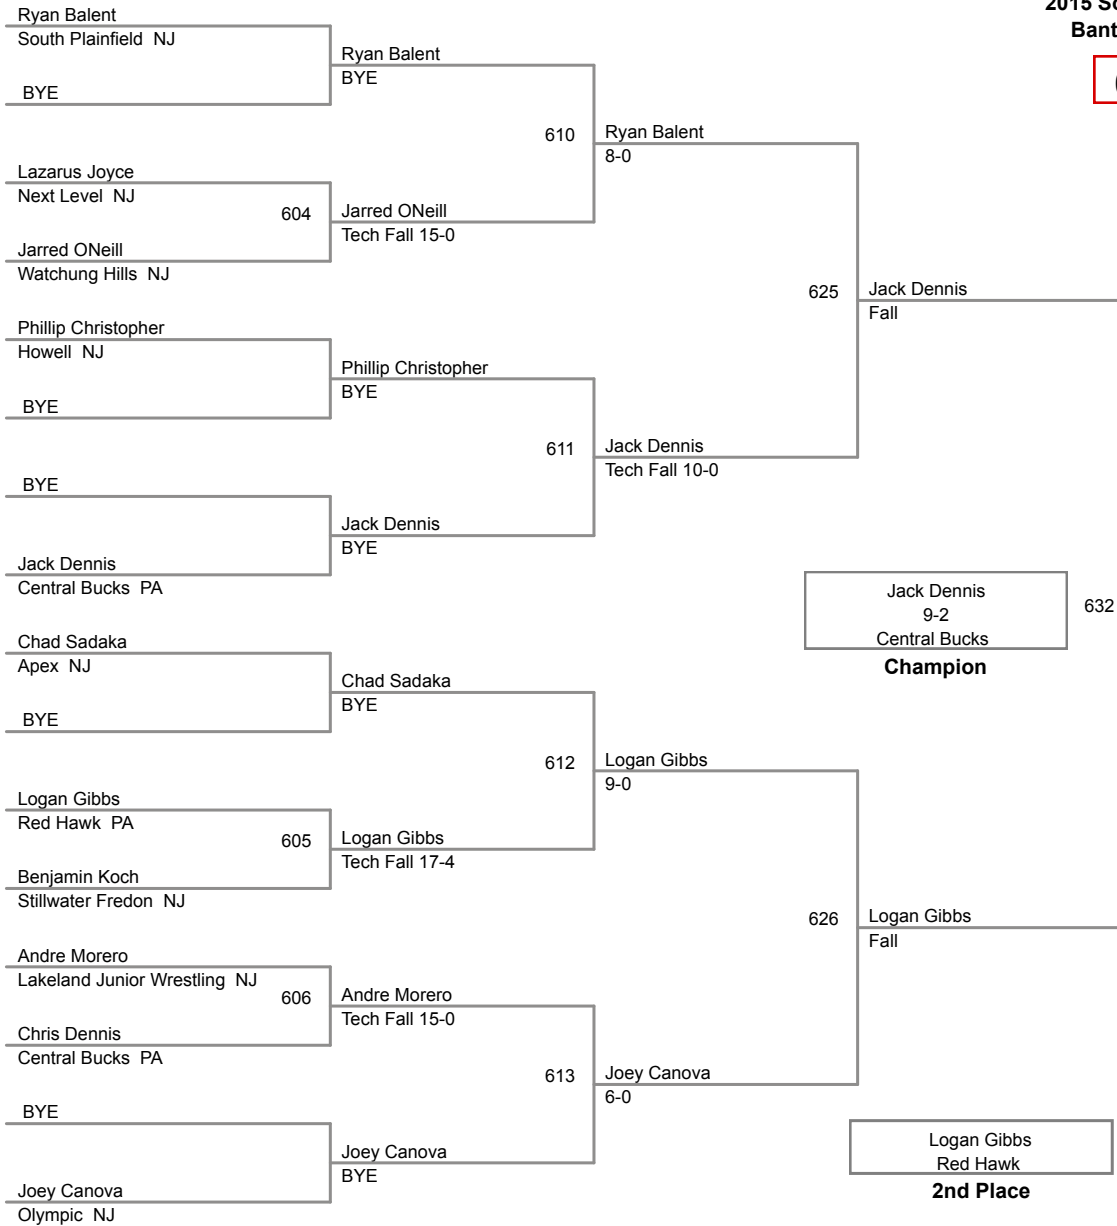 2015 So
Bant
Ryan Balent
South Plainfield NJ
BYE
Ryan Balent
BYE
Lazarus Joyce
Next Level NJ
604
Jarred ONeill
Watchung Hills NJ
Jarred ONeill
Tech Fall 15-0
610
Ryan Balent
8-0
Phillip Christopher
Howell NJ
BYE
Phillip Christopher
BYE
BYE
Jack Dennis
Central Bucks PA
Jack Dennis
BYE
611
Jack Dennis
Tech Fall 10-0
625
Jack Dennis
Fall
Jack Dennis
9-2
Central Bucks
Champion
632
Chad Sadaka
Apex NJ
BYE
Chad Sadaka
BYE
Logan Gibbs
Red Hawk PA
605
Benjamin Koch
Stillwater Fredon NJ
Logan Gibbs
Tech Fall 17-4
612
Logan Gibbs
9-0
Andre Morero
Lakeland Junior Wrestling NJ
606
Chris Dennis
Central Bucks PA
Andre Morero
Tech Fall 15-0
BYE
Joey Canova
Olympic NJ
Joey Canova
BYE
613
Joey Canova
6-0
626
Logan Gibbs
Fall
Logan Gibbs
Red Hawk
2nd Place